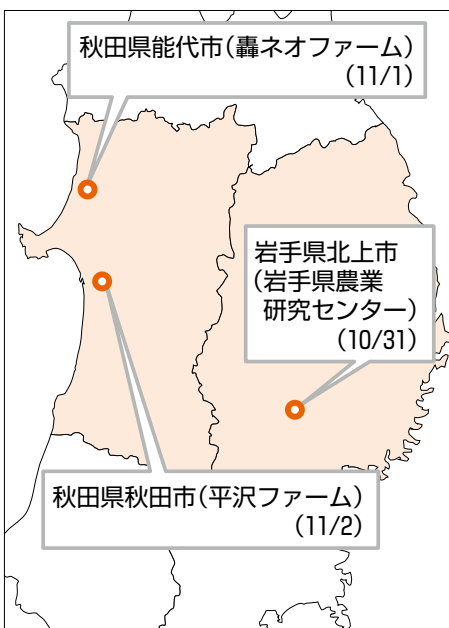 秋田県能代市(轟ネオファーム)
(11/1)
岩手県北上市
(岩手県農業
研究センター)
(10/31)
秋田県秋田市(平沢ファーム)
(11/2)